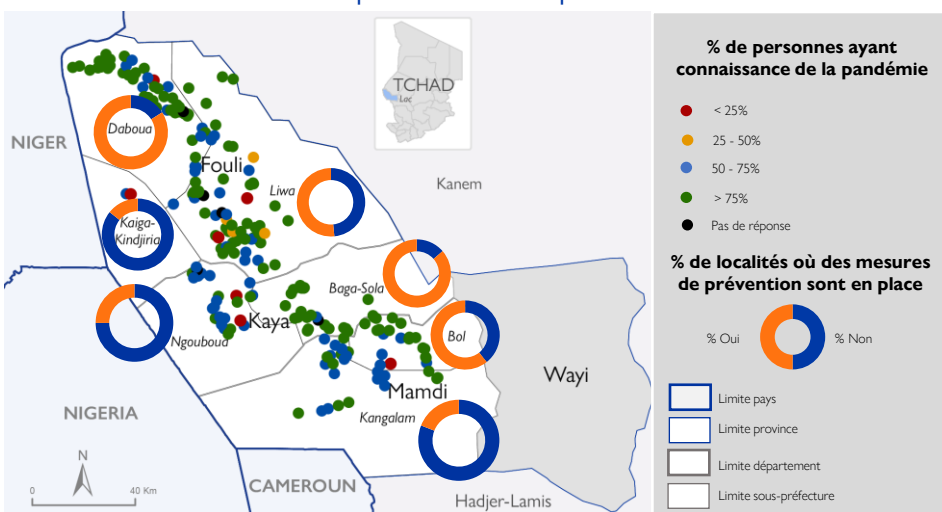 NIGER
Daboua
Fouli
Liwa
TCHAD
Lac
Kanem
Kaiga-
Kindjiria
Baga-Sola
Ngouboua
Kaya
Bol
Mamdi
Kangalam
Wayi
NIGERIA
N
0 40 Km
CAMEROUN
Hadjer-Lamis
% de personnes ayant
connaissance de la pandémie
< 25%
25 - 50%
50 - 75%
> 75%
Pas de réponse
% de localités où des mesures
de prévention sont en place
% Oui % Non
Limite pays
Limite province
Limite département
Limite sous-préfecture